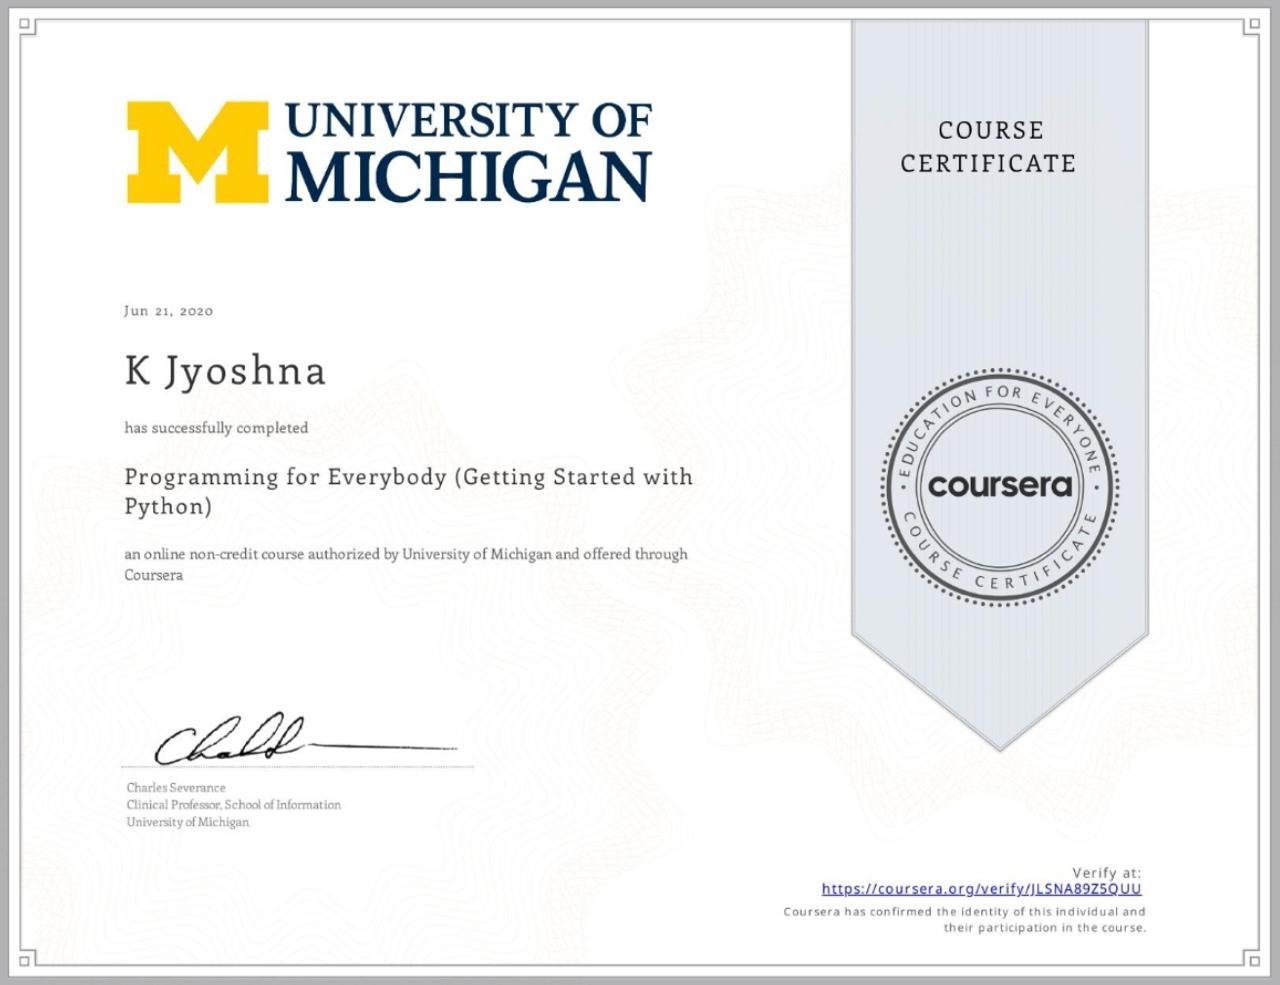 UNIVERSITY OF
MICHIGAN
COURSE
CERTIFICATE
Jun 21, 2020
K Jyoshna
has successfully completed
Programming for Everybody (Getting Started with
Python)
an online non-credit course authorized by University of Michigan and offered through
Coursera
EDUCATION FOR EVERYONE
coursera
COURSE CERTIFICATE
Charles Severance
Clinical Professor, School of Information
University of Michigan
Verify at:
https://coursera.org/verify/JLSNA89Z5QUU
Coursera has confirmed the identity of this individual and
their participation in the course.